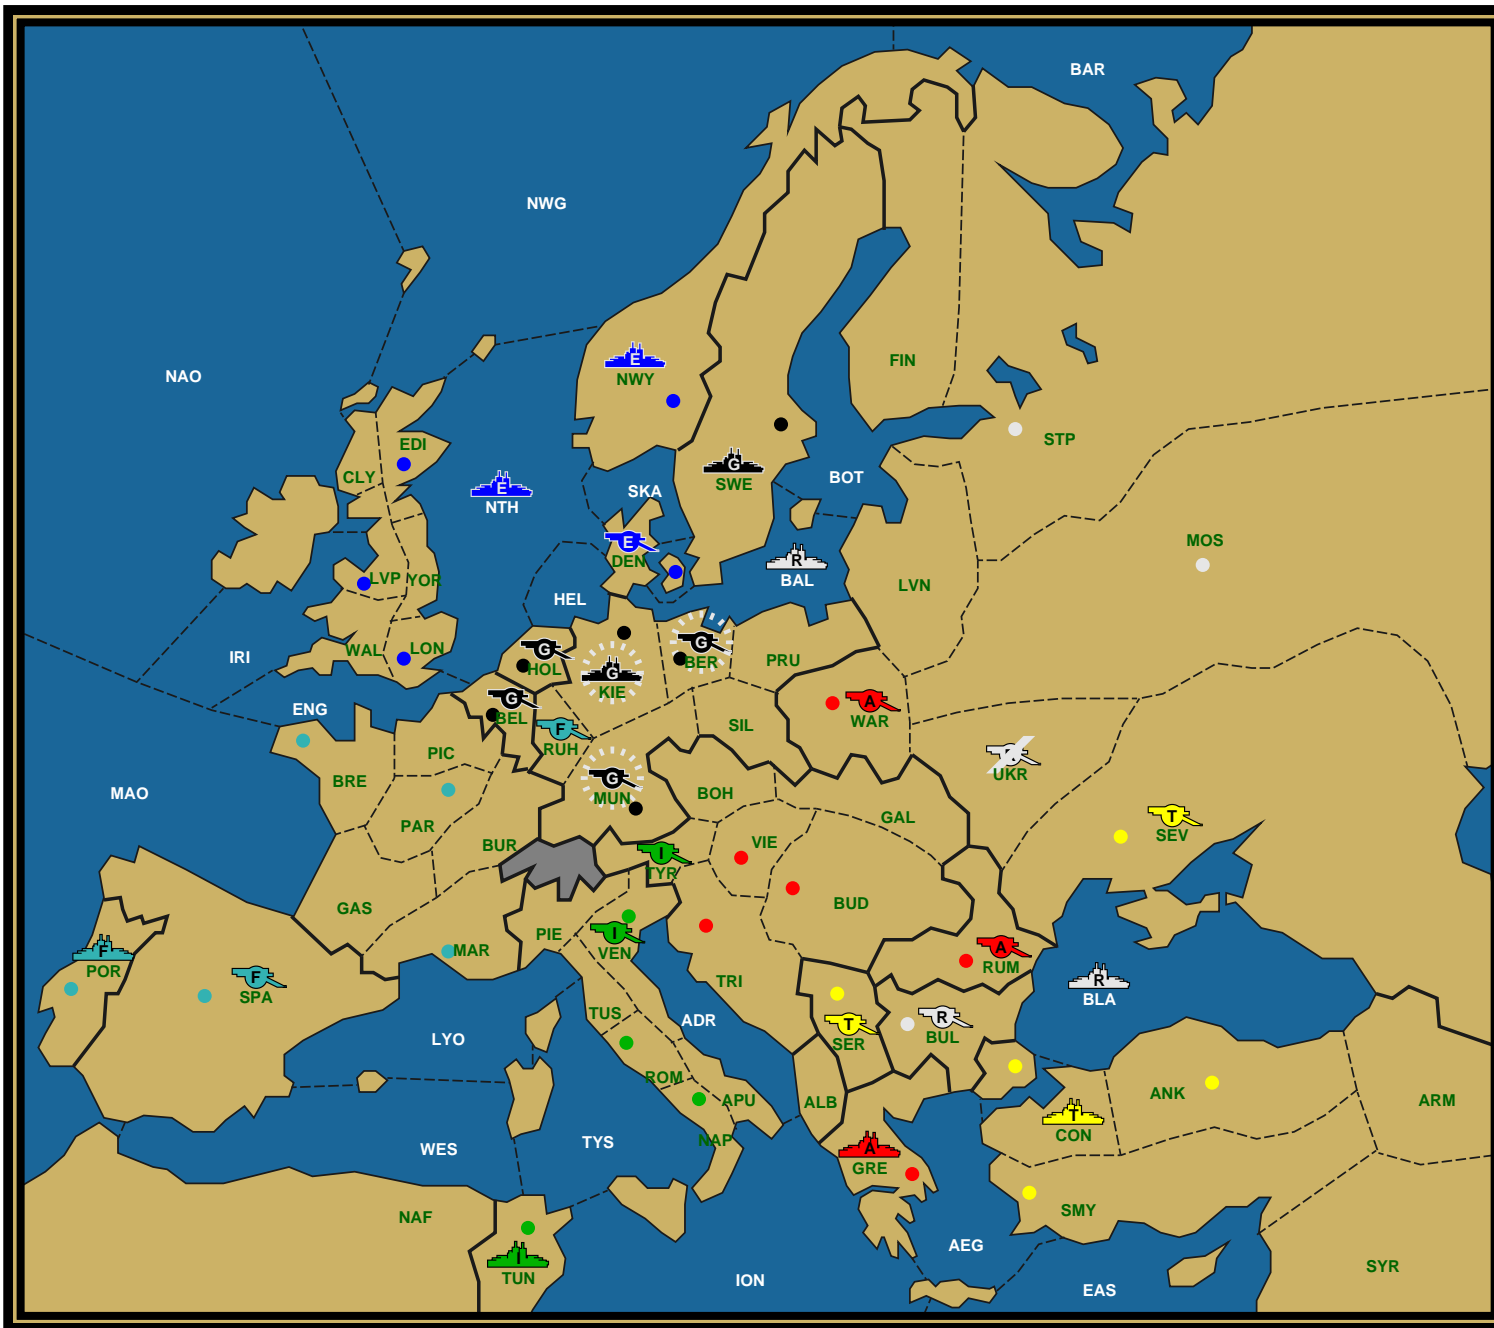 BAR
NWG
NAO
E
NWY
FIN
EDI
STP
CLY
G
SWE
BOT
E
NTH
SKA
MOS
E
DEN
R
BAL
LVP YOR
LVN
HEL
IRI
WAL
LON
G
HOL
G
KIE
G
BER
PRU
ENG
G
BEL
F
RUH
SIL
A
WAR
PIC
UKR
BRE
MAO
G
MUN
BOH
PAR
GAL
T
SEV
BUR
VIE
I
TYR
GAS
BUD
F
POR
MAR
PIE
I
VEN
A
RUM
F
SPA
TRI
R
BLA
TUS
ADR
T
SER
R
BUL
LYO
ROM
APU
ALB
ANK
ARM
T
CON
WES
TYS
NAP
A
GRE
NAF
SMY
AEG
I
TUN
ION
EAS
SYR